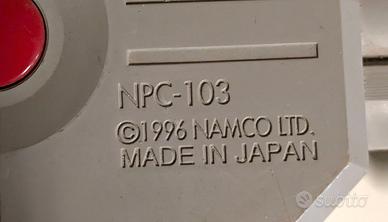 NPC-103
©1996 NAMCO LTD.
MADE IN JAPAN
subito